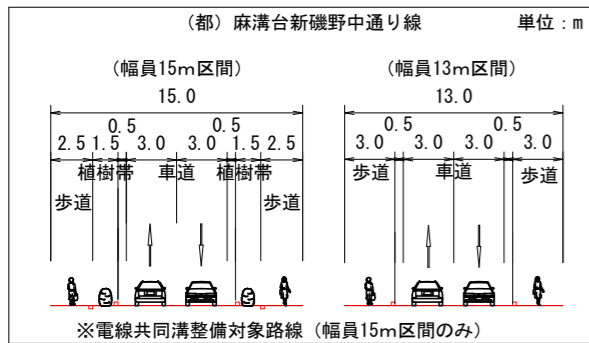 (都) 麻溝台新磯野中通り線 単位：m
(幅員15m区間) (幅員13m区間)
15.0 13.0
0.5 0.5 0.5 0.5
2.5 1.5 3.0 3.0 1.5 2.5 3.0 3.0 3.0 3.0
植樹帯 車道 植樹帯 歩道 車道 歩道
歩道 歩道
※電線共同溝整備対象路線 (幅員15m区間のみ)